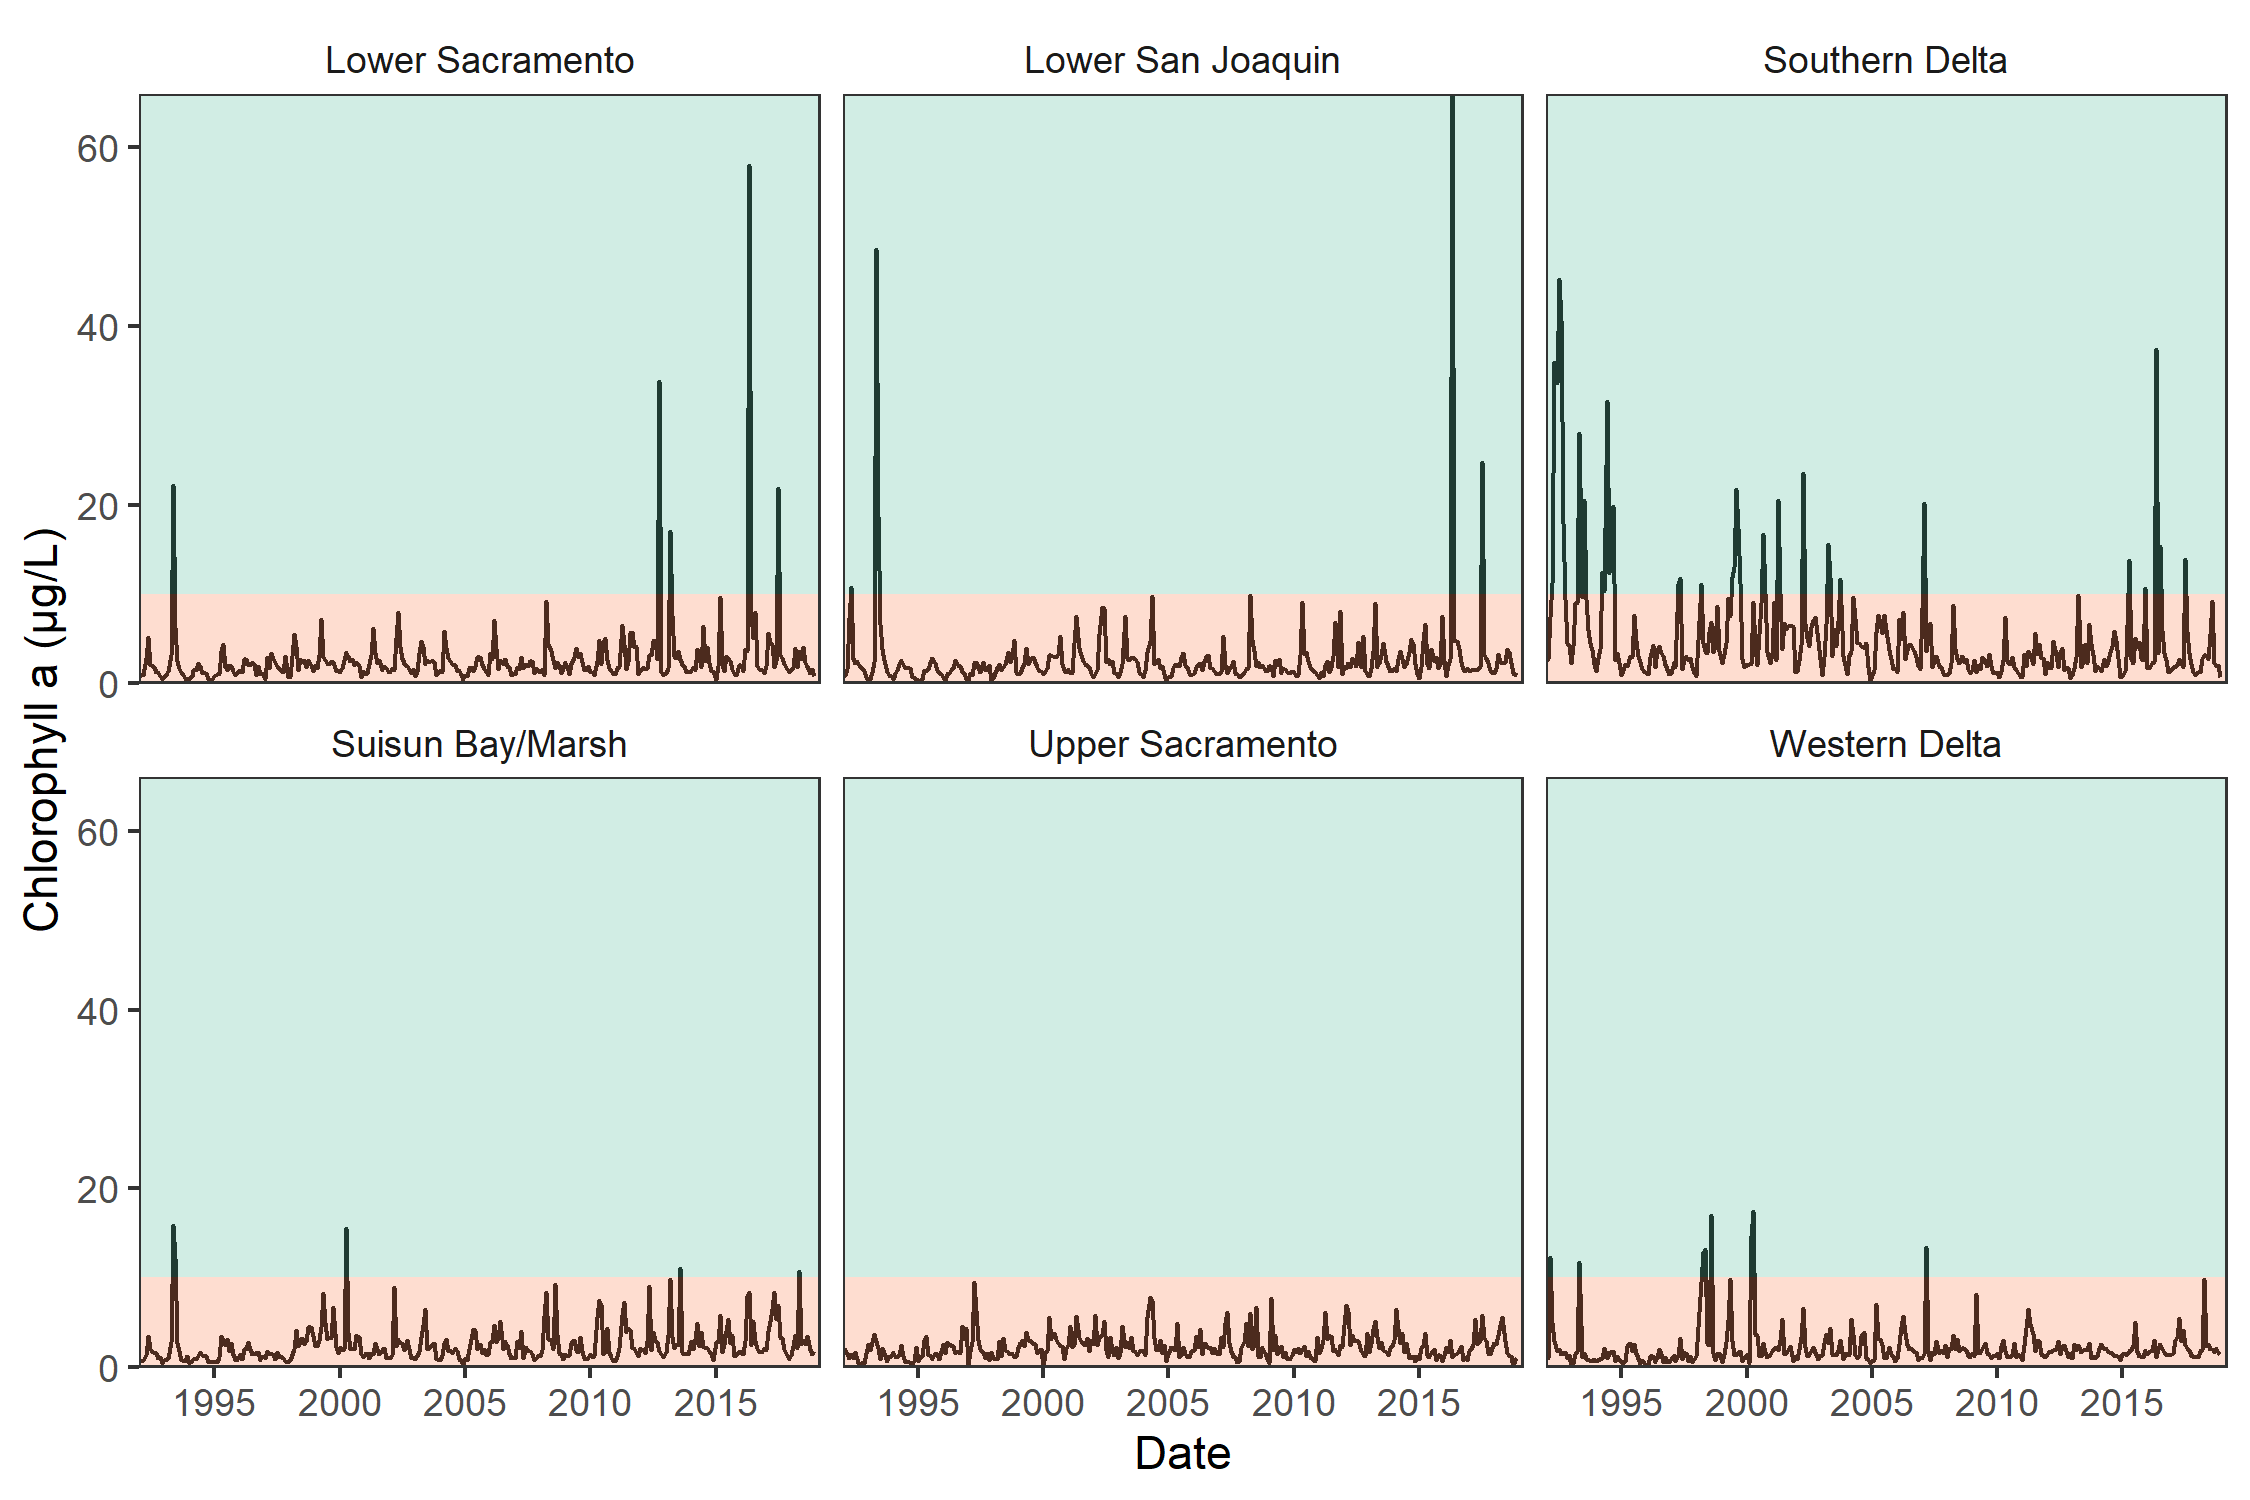 Lower Sacramento
Lower San Joaquin
Southern Delta
60
40
20
0
Chlorophyll a (µg/L)
Suisun Bay/Marsh
Upper Sacramento
Western Delta
60
40
20
0
1995 2000 2005 2010 2015
1995 2000 2005 2010 2015
1995 2000 2005 2010 2015
Date